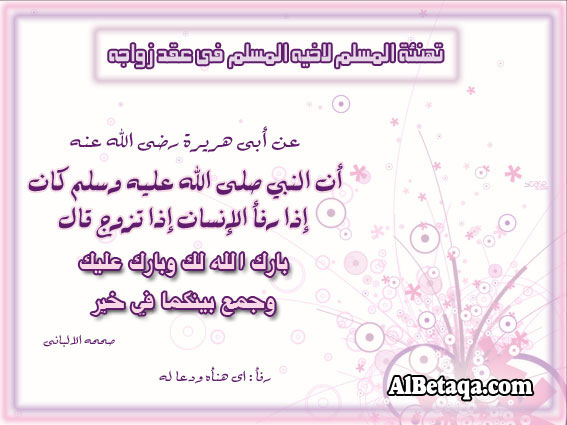 تهنئة المسلم لاخيه المسلم فى عقد زواجه
عن أبى هريرة رضى الله عنه
أن النبي صلى الله عليه وسلم كان
إذا رفأ الإنسان إذا تزوج قال
بارك الله لك وبارك عليك
وجمع بينكما في خير
صححه الالبانى
رفأ : اى هنأه ودعا له
AlBetaqa.com